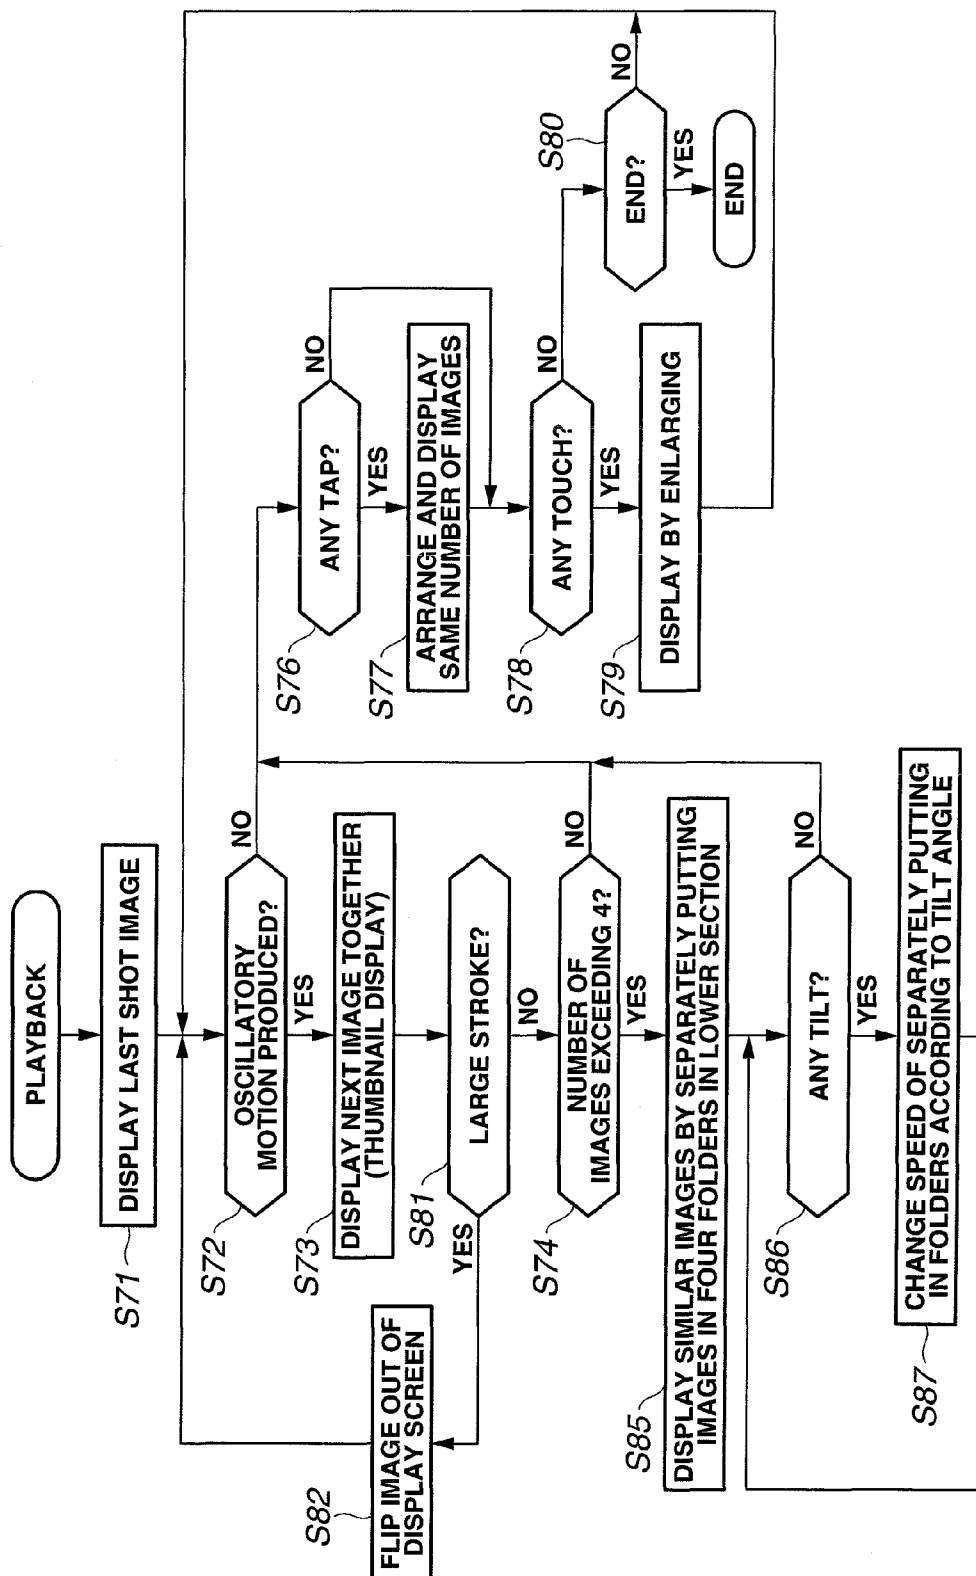 PLAYBACK
DISPLAY LAST SHOT IMAGE
S71
OSCILLATORY
MOTION PRODUCED?
S72
NO
YES
DISPLAY NEXT IMAGE TOGETHER
(THUMBNAIL DISPLAY)
S73
LARGE STROKE?
S81
YES
NO
FLIP IMAGE OUT OF
DISPLAY SCREEN
S82
NUMBER OF
IMAGES EXCEEDING 4?
S74
NO
YES
DISPLAY SIMILAR IMAGES BY SEPARATELY PUTTING
IMAGES IN FOUR FOLDERS IN LOWER SECTION
S85
ANY TILT?
S86
NO
YES
CHANGE SPEED OF SEPARATELY PUTTING
IN FOLDERS ACCORDING TO TILT ANGLE
S87
ANY TAP?
S76
NO
YES
ARRANGE AND DISPLAY
SAME NUMBER OF IMAGES
S77
ANY TOUCH?
S78
NO
YES
DISPLAY BY ENLARGING
S79
END?
S80
NO
YES
END